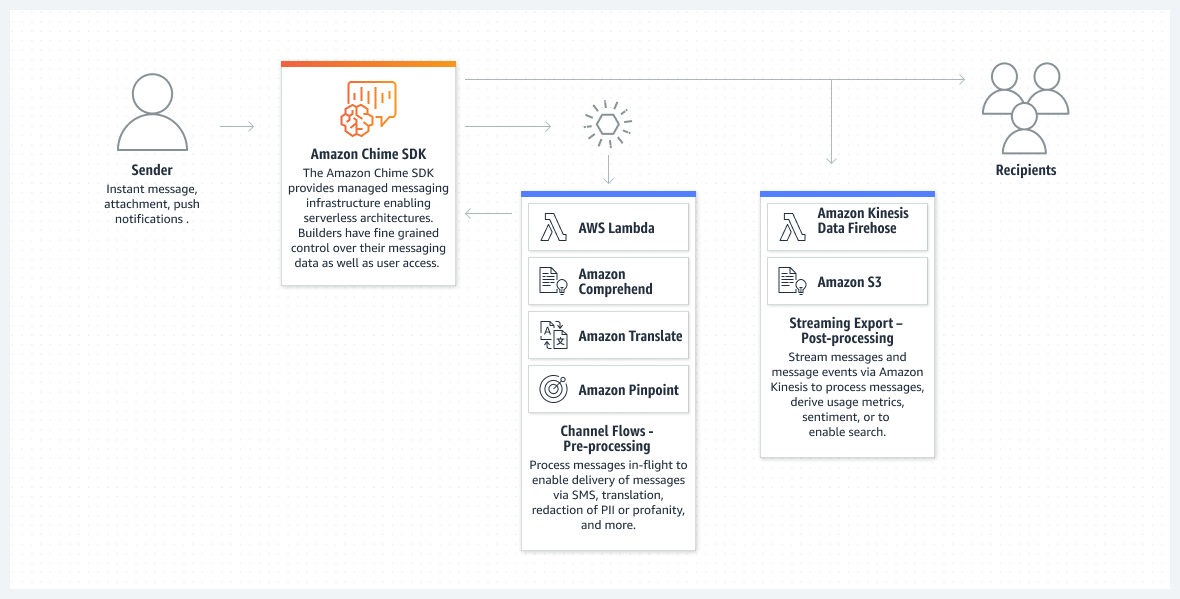 Sender
Instant message,
attachment, push
notifications .
Amazon Chime SDK
The Amazon Chime SDK
provides managed messaging
infrastructure enabling
serverless architectures.
Builders have fine grained
control over their messaging
data as well as user access.
AWS Lambda
Amazon
Comprehend
A
文
Amazon Translate
Amazon Pinpoint
Channel Flows -
Pre-processing
Process messages in-flight to
enable delivery of messages
via SMS, translation,
redaction of PII or profanity,
and more.
Amazon Kinesis
Data Firehose
Amazon S3
Streaming Export –
Post-processing
Stream messages and
message events via Amazon
Kinesis to process messages,
derive usage metrics,
sentiment, or to
enable search.
Recipients